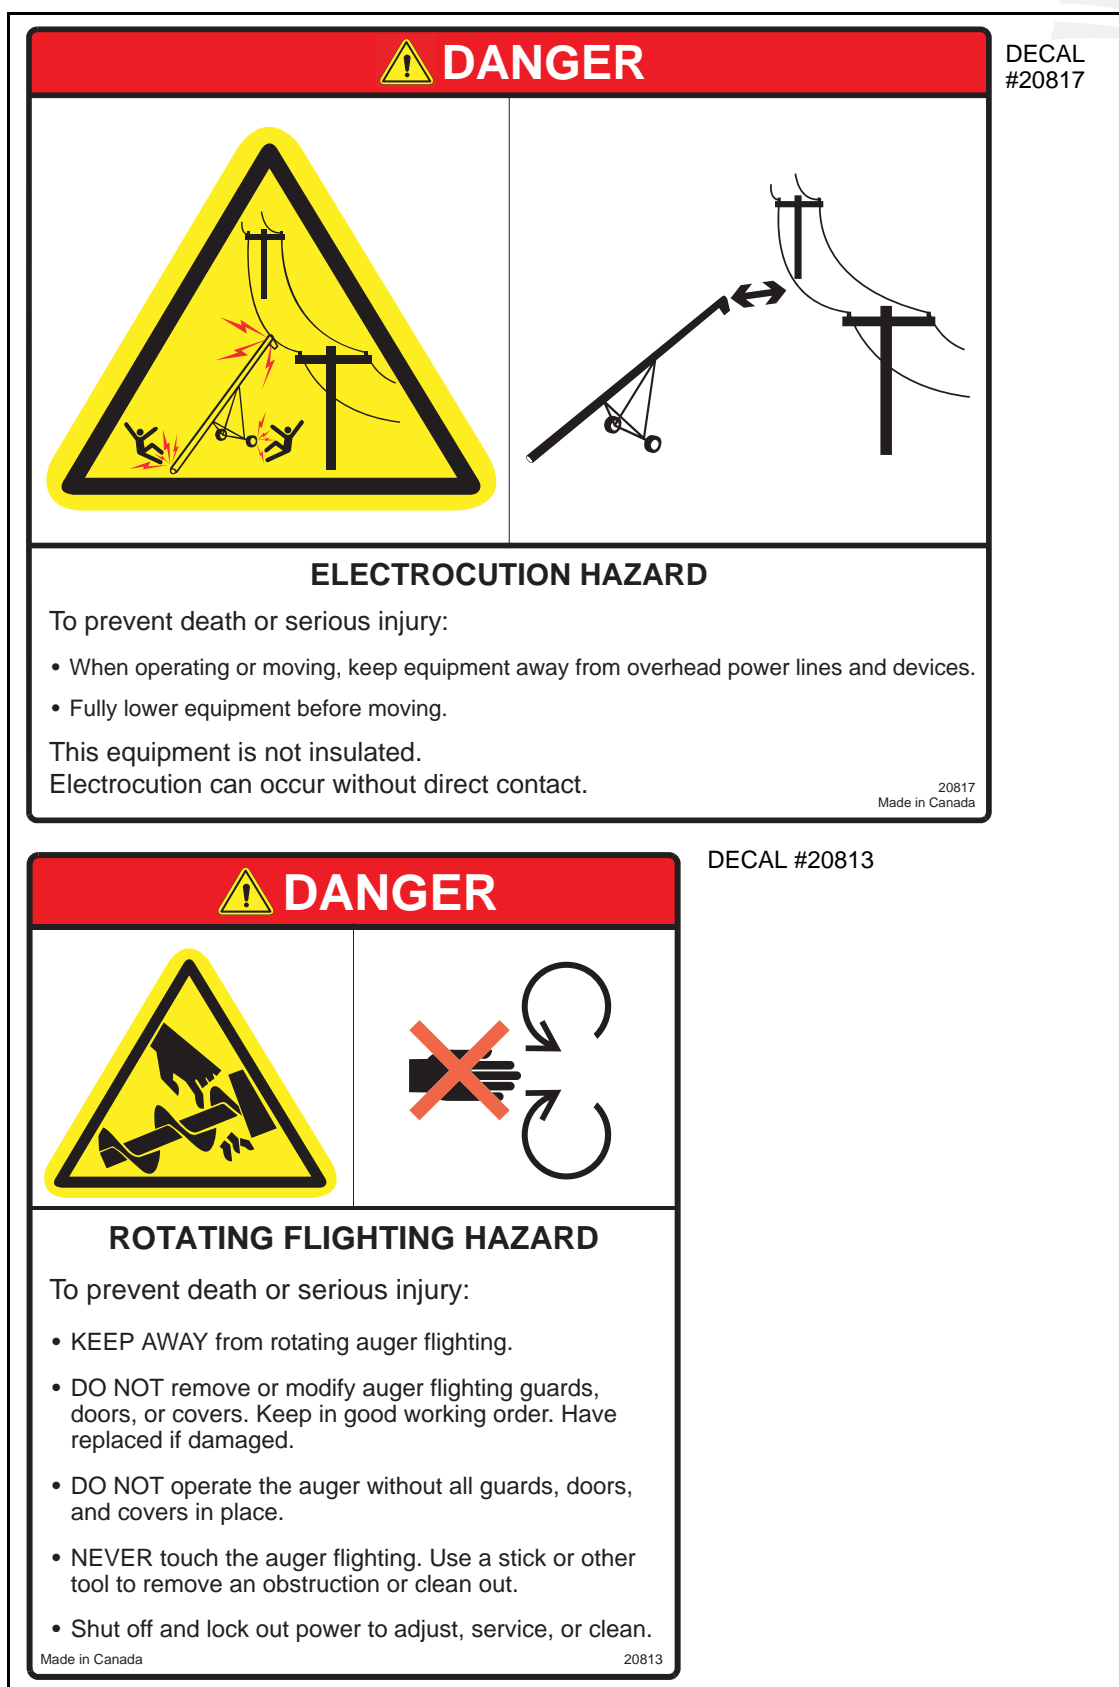 DANGER
DECAL
#20817
ELECTROCUTION HAZARD
To prevent death or serious injury:
• When operating or moving, keep equipment away from overhead power lines and devices.
• Fully lower equipment before moving.
This equipment is not insulated.
Electrocution can occur without direct contact.
20817
Made in Canada
DECAL #20813
DANGER
ROTATING FLIGHTING HAZARD
To prevent death or serious injury:
• KEEP AWAY from rotating auger flighting.
• DO NOT remove or modify auger flighting guards,
doors, or covers. Keep in good working order. Have
replaced if damaged.
• DO NOT operate the auger without all guards, doors,
and covers in place.
• NEVER touch the auger flighting. Use a stick or other
tool to remove an obstruction or clean out.
• Shut off and lock out power to adjust, service, or clean.
Made in Canada
20813